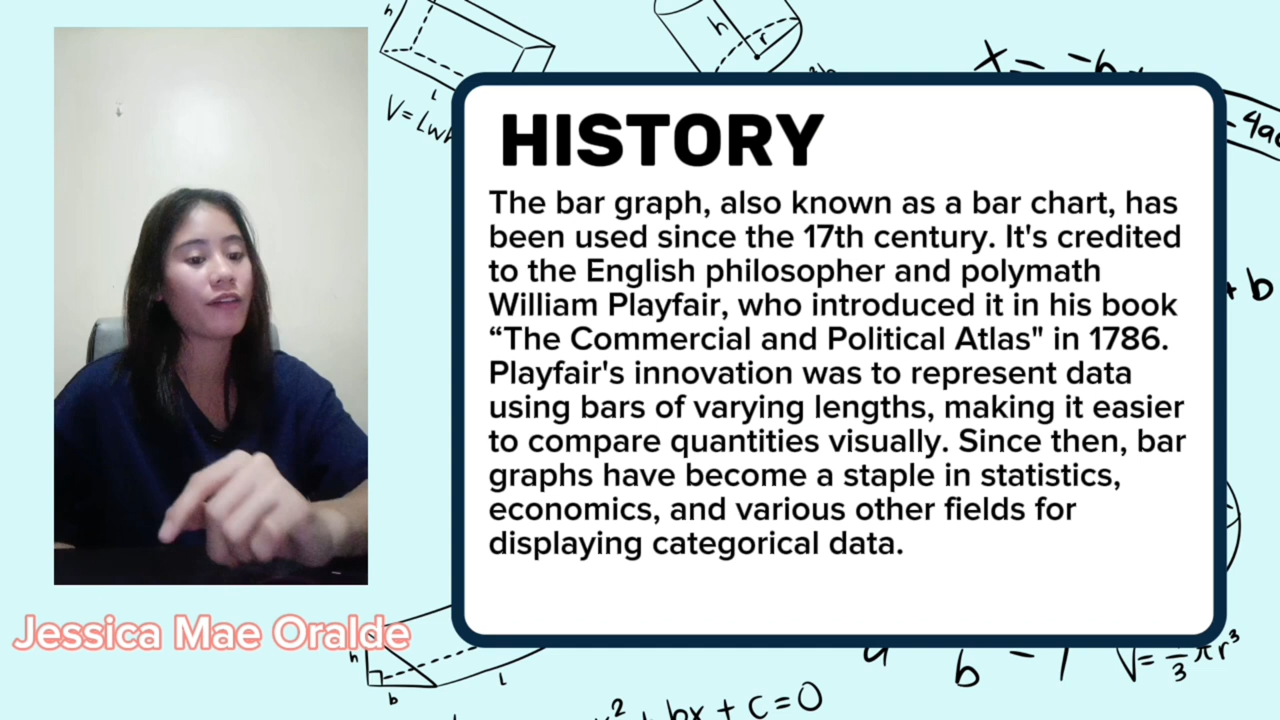 h
l
V= Lwh
h
r
x = -b
- 4ac
+ b
HISTORY
The bar graph, also known as a bar chart, has
been used since the 17th century. It's credited
to the English philosopher and polymath
William Playfair, who introduced it in his book
“The Commercial and Political Atlas" in 1786.
Playfair's innovation was to represent data
using bars of varying lengths, making it easier
to compare quantities visually. Since then, bar
graphs have become a staple in statistics,
economics, and various other fields for
displaying categorical data.
Jessica Mae Oralde
h
b
l
b
V= 1/3 πr³
bx + c = 0